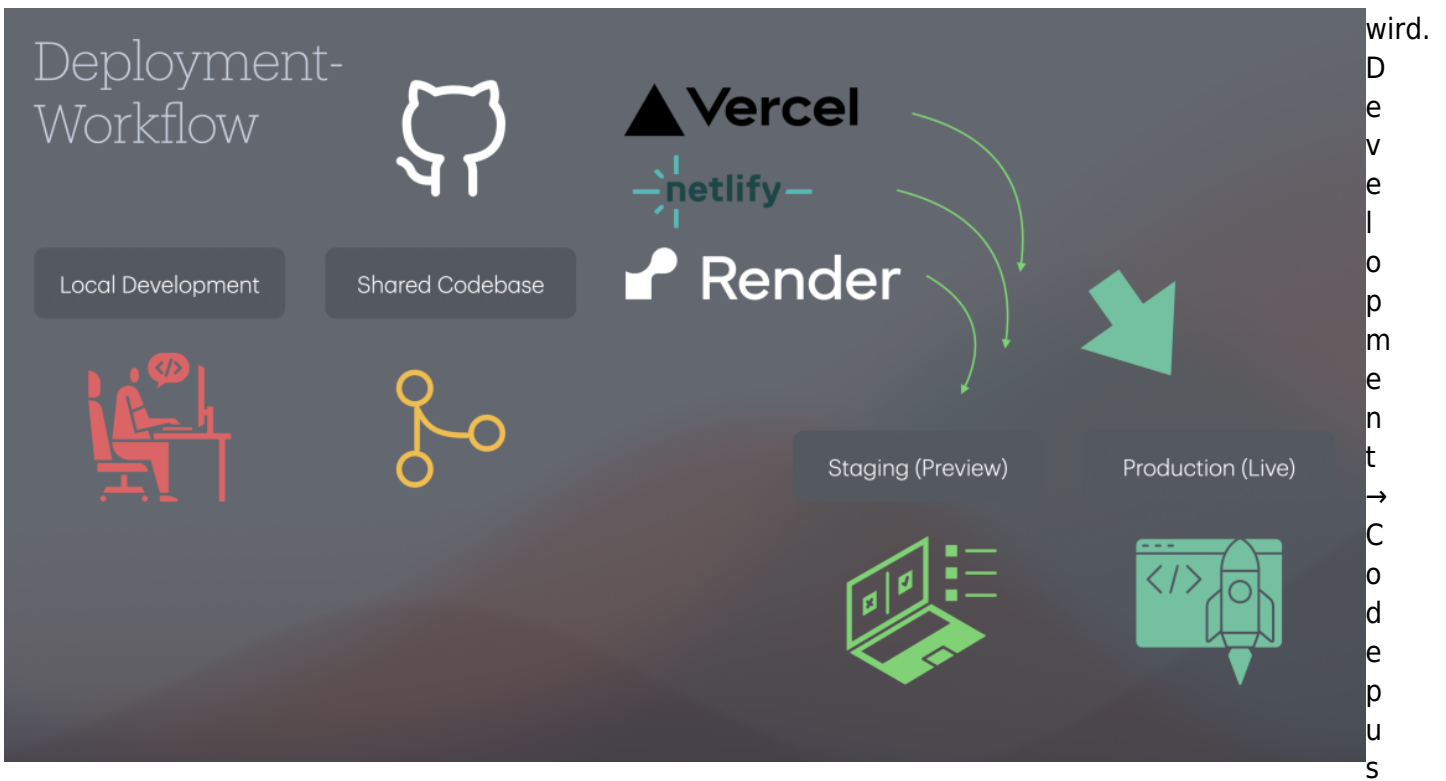 Deployment-
Workflow
Vercel
netlify
Render
Local Development
Shared Codebase
</>
Staging (Preview)
Production (Live)
</>
wird.
D
e
v
e
l
o
p
m
e
n
t
→
C
o
d
e
p
u
s